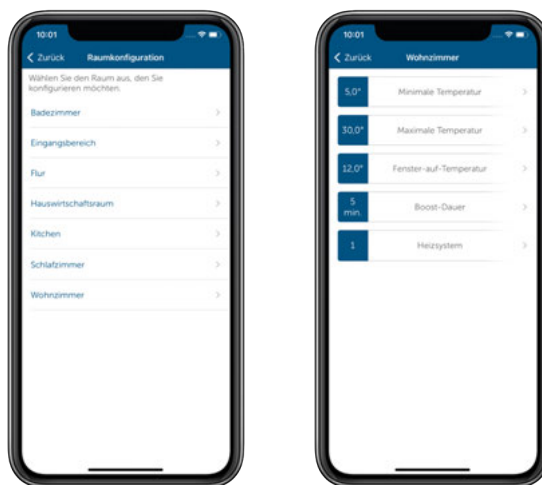 10:01
Zurück Raumkonfiguration
Wählen Sie den Raum aus, den Sie
konfigurieren möchten.
Badezimmer
Eingangsbereich
Flur
Hauswirtschaftsraum
Kitchen
Schlafzimmer
Wohnzimmer
10:01
Zurück Wohnzimmer
5,0° Minimale Temperatur
30,0° Maximale Temperatur
12,0° Fenster-auf-Temperatur
5
min. Boost-Dauer
1 Heizsystem